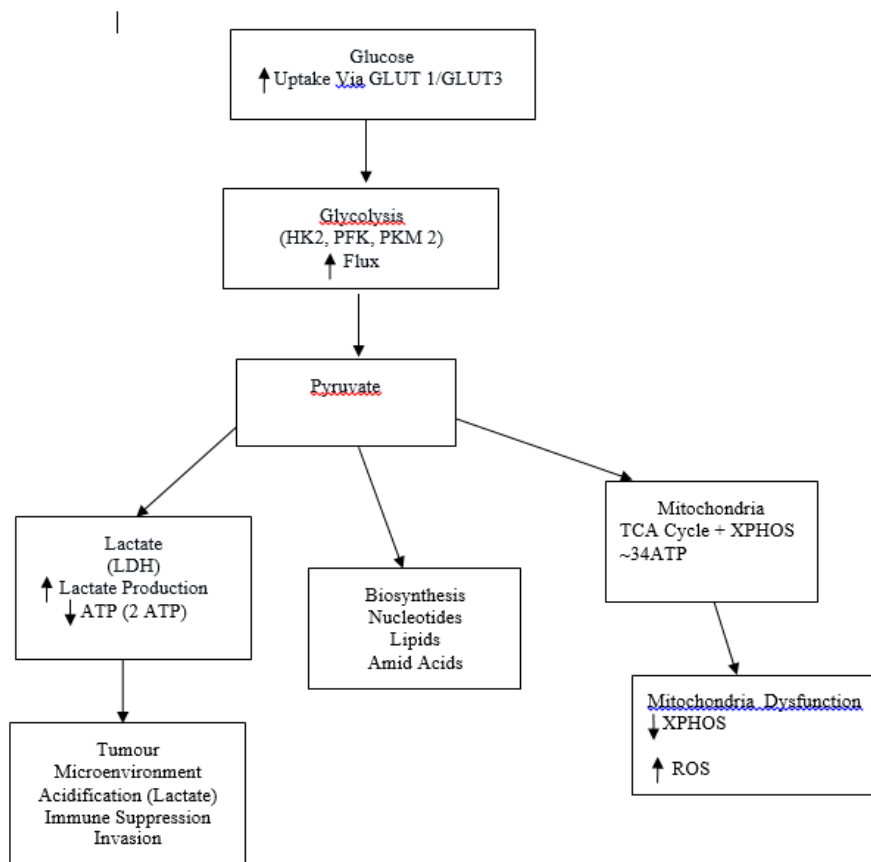 Glucose
↑ Uptake Via GLUT 1/GLUT3
Glycolysis
(HK2, PFK, PKM 2)
↑ Flux
Pyruvate
Lactate
(LDH)
↑ Lactate Production
↓ ATP (2 ATP)
Biosynthesis
Nucleotides
Lipids
Amid Acids
Mitochondria
TCA Cycle + XPHOS
~34ATP
Tumour
Microenvironment
Acidification (Lactate)
Immune Suppression
Invasion
Mitochondria Dysfunction
↓ XPHOS
↑ ROS